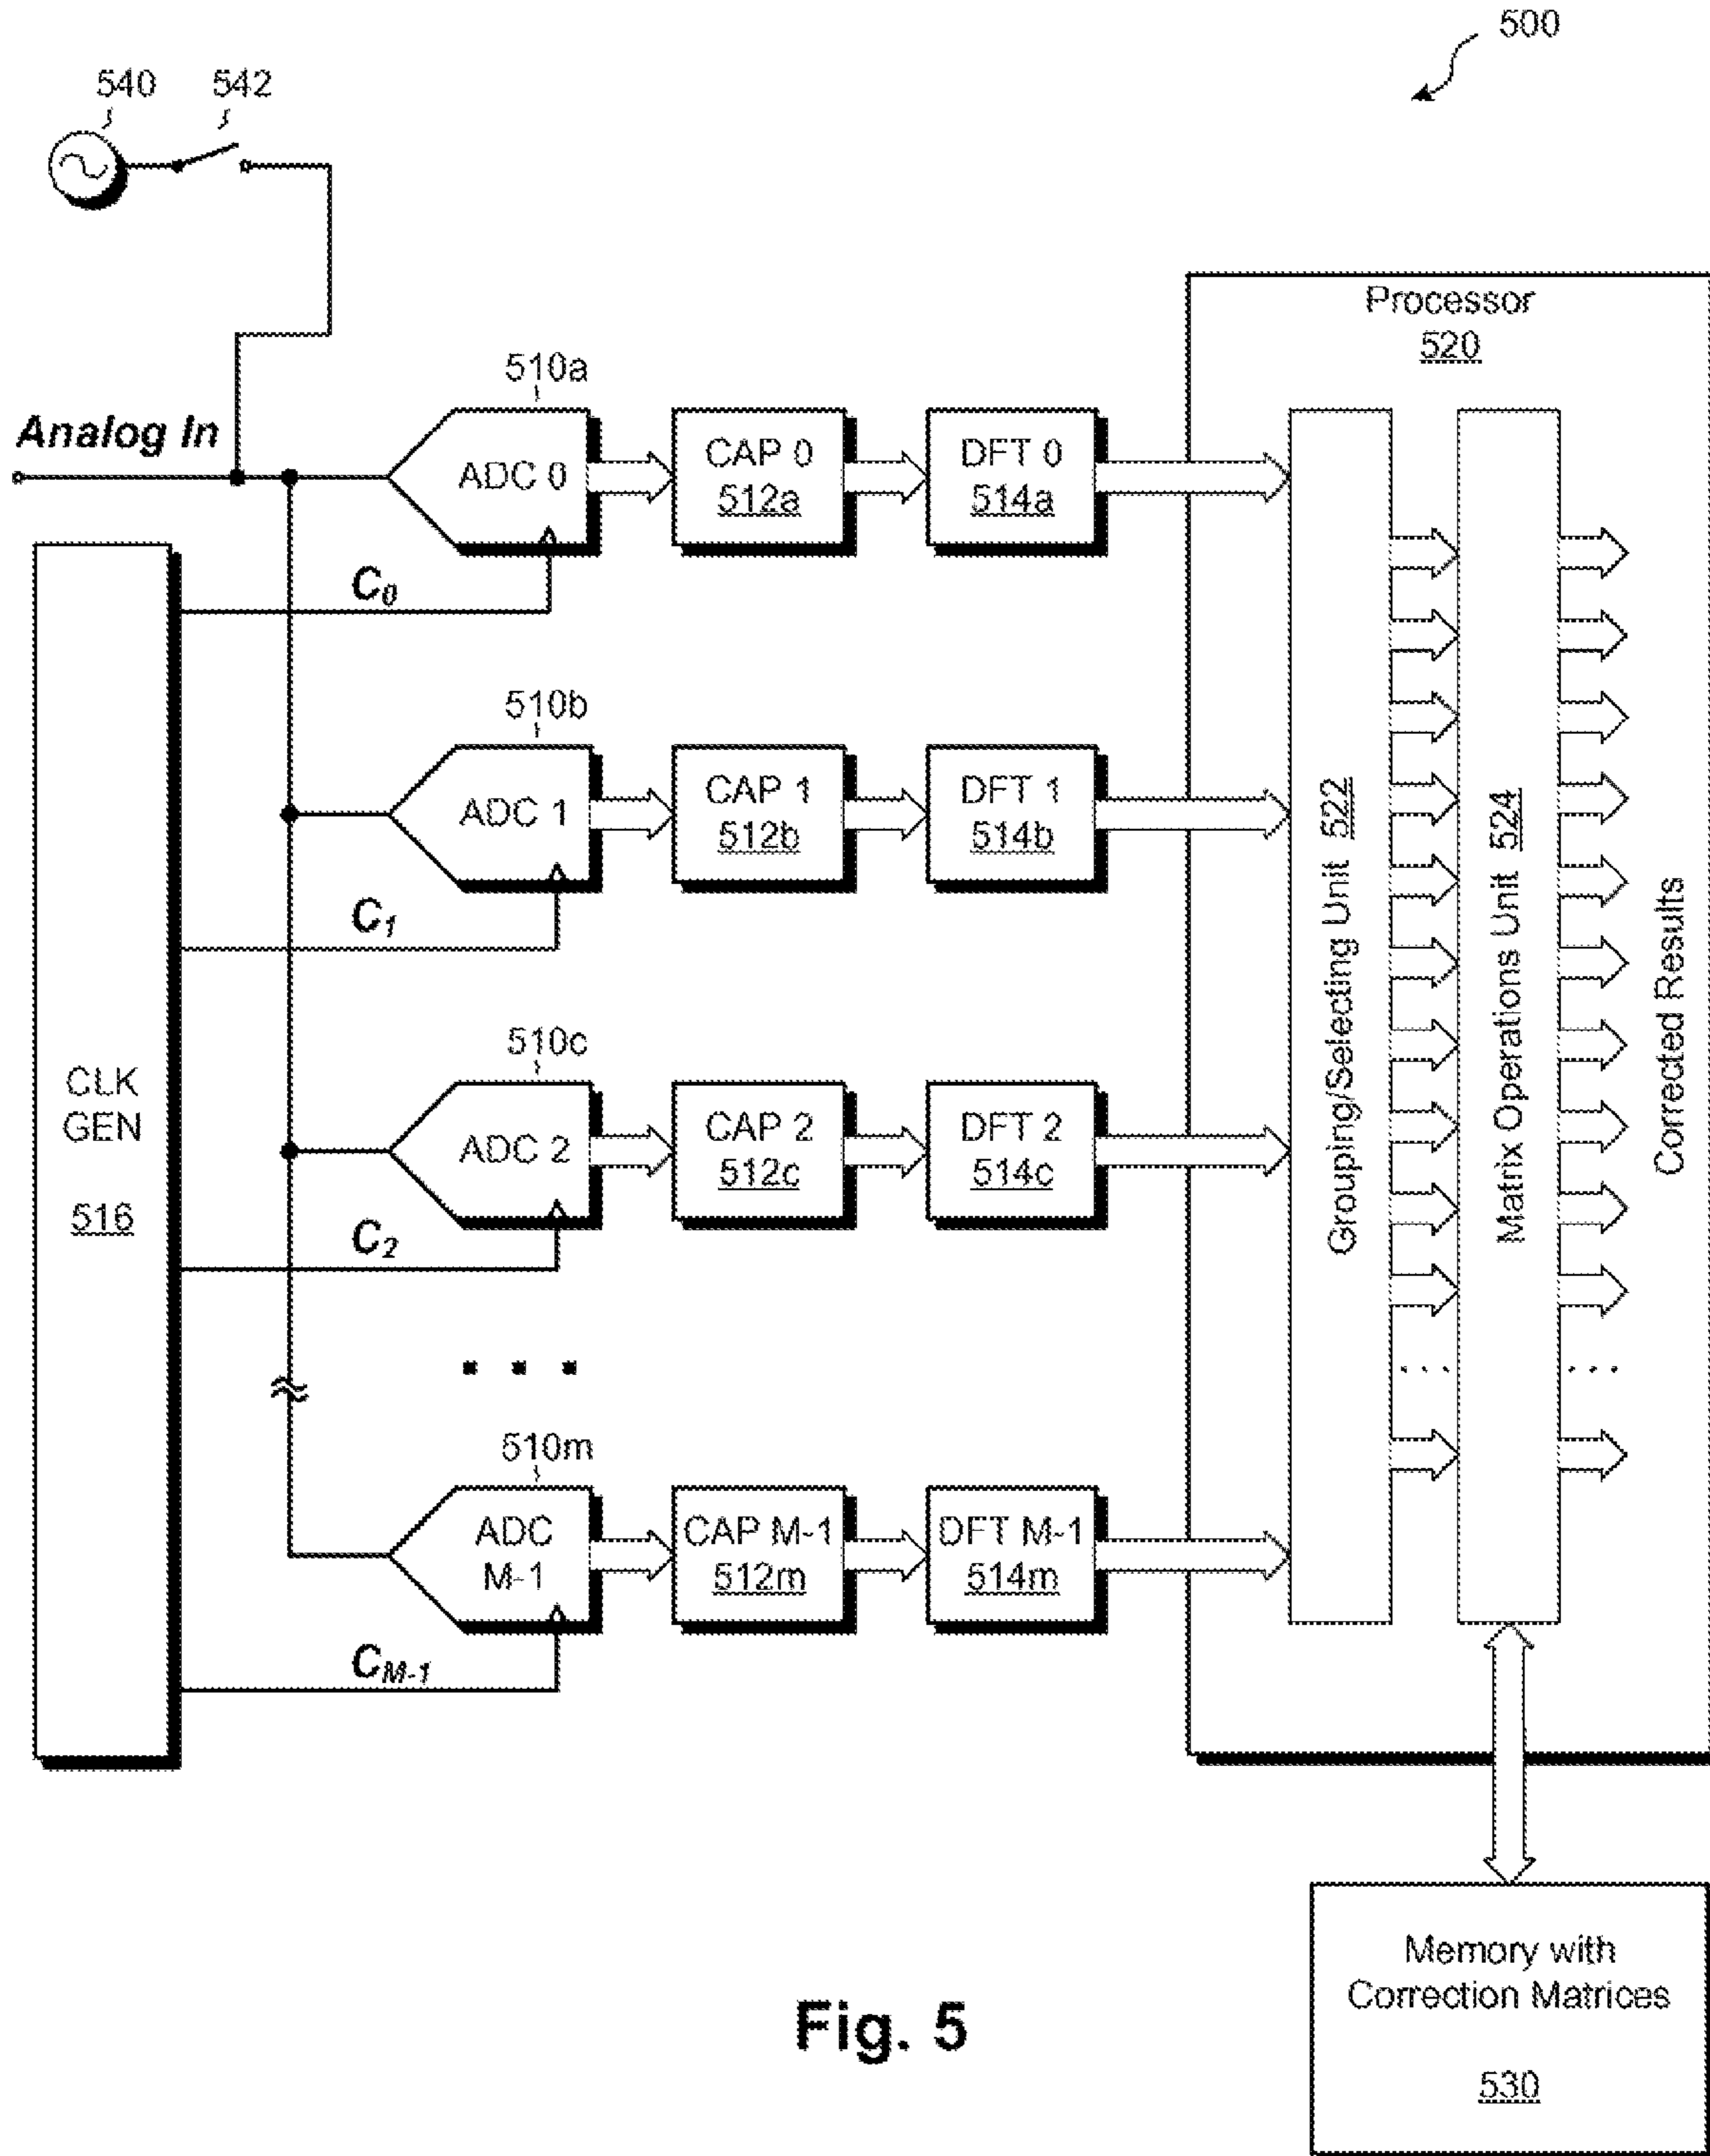 500
540 542
Processor
520
510a
Analog In
ADC 0
CAP 0
512a
DFT 0
514a
C0
510b
ADC 1
CAP 1
512b
DFT 1
514b
C1
Grouping/Selecting Unit 522
Matrix Operations Unit 524
Corrected Results
CLK
GEN
516
510c
ADC 2
CAP 2
512c
DFT 2
514c
C2
. . .
. . .
. . .
510m
ADC
M-1
CAP M-1
512m
DFT M-1
514m
CM-1
Memory with
Correction Matrices
530
Fig. 5